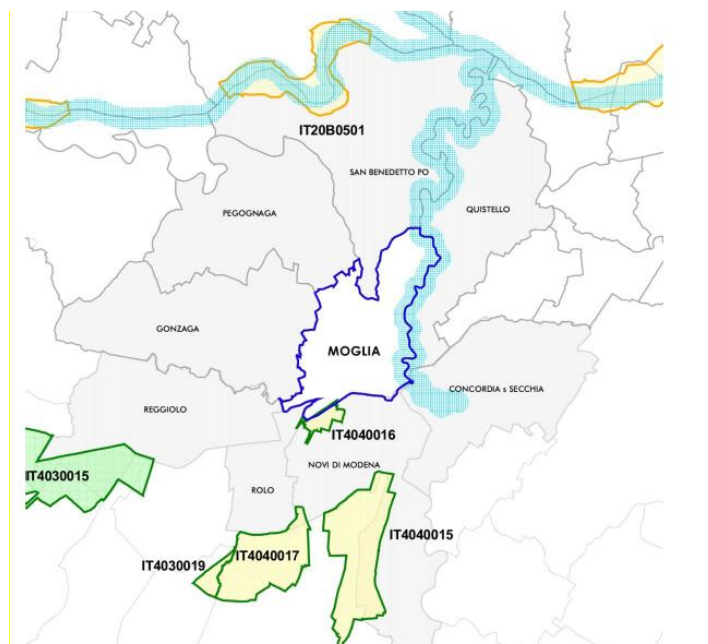 IT20B0501
SAN BENEDETTO PO
PEGOGNAGA
QUISTELLO
GONZAGA
MOGLIA
CONCORDIA s SECCHIA
REGGIOLO
IT4040016
NOVI DI MODENA
IT4030015
ROLO
IT4040015
IT4040017
IT4030019